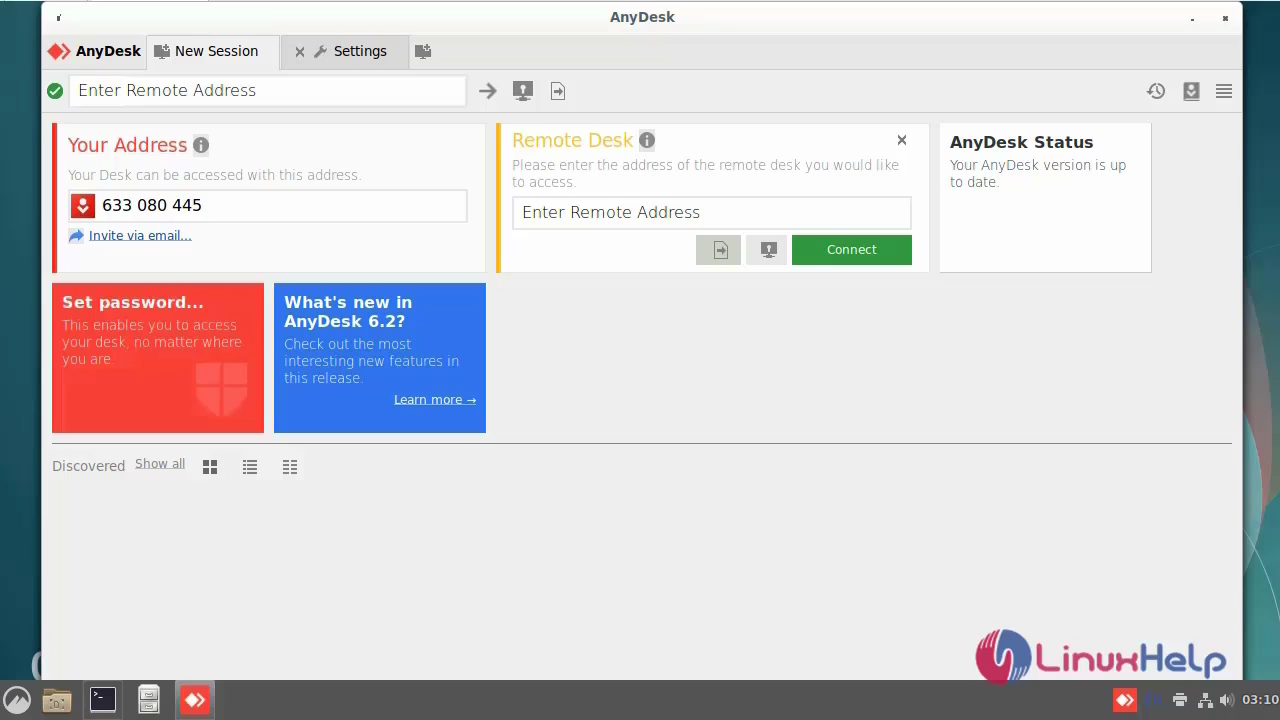 AnyDesk
AnyDesk
New Session
Settings
Enter Remote Address
Your Address
Your Desk can be accessed with this address.
633 080 445
Invite via email...
Remote Desk
Please enter the address of the remote desk you would like
to access.
Enter Remote Address
Connect
AnyDesk Status
Your AnyDesk version is up
to date.
Set password...
This enables you to access
your desk, no matter where
you are.
What's new in
AnyDesk 6.2?
Check out the most
interesting new features in
this release.
Learn more →
Discovered
Show all
LinuxHelp
03:10